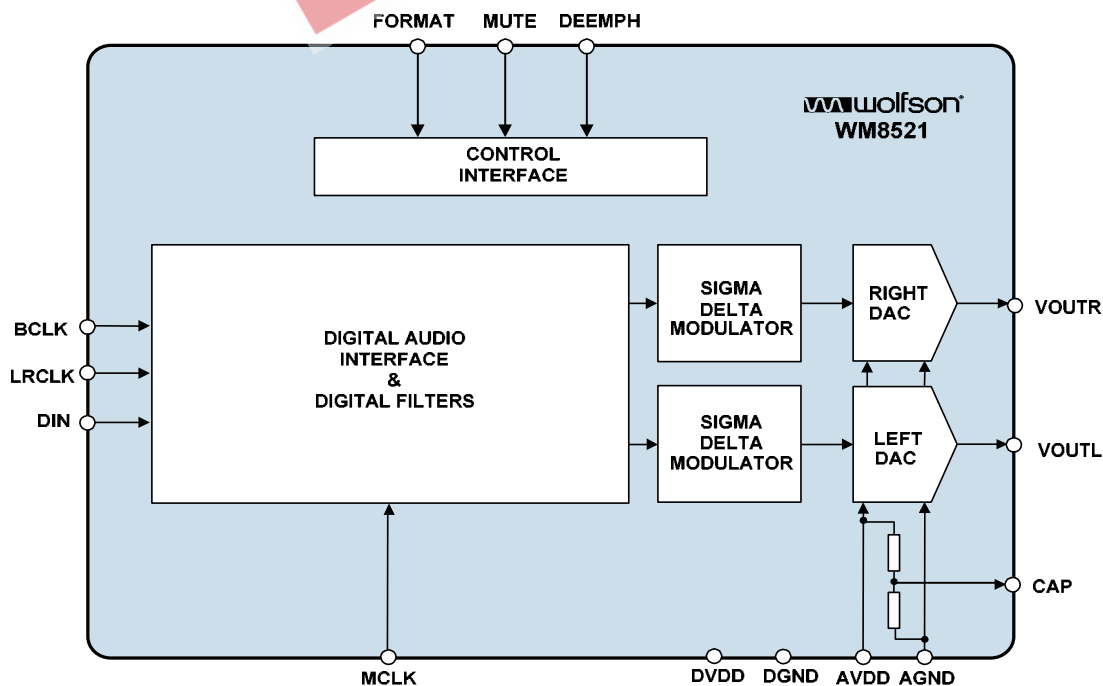 FORMAT MUTE DEEMPH
wolfson®
WM8521
CONTROL
INTERFACE
SIGMA
DELTA
MODULATOR
RIGHT
DAC
VOUTR
BCLK
LRCLK
DIN
DIGITAL AUDIO
INTERFACE
&
DIGITAL FILTERS
SIGMA
DELTA
MODULATOR
LEFT
DAC
VOUTL
CAP
MCLK
DVDD DGND AVDD AGND